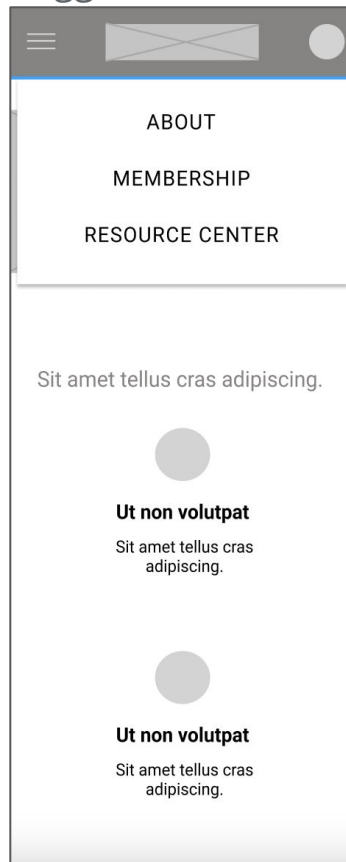 ABOUT
MEMBERSHIP
RESOURCE CENTER
Sit amet tellus cras adipiscing.
Ut non volutpat
Sit amet tellus cras
adipiscing.
Ut non volutpat
Sit amet tellus cras
adipiscing.